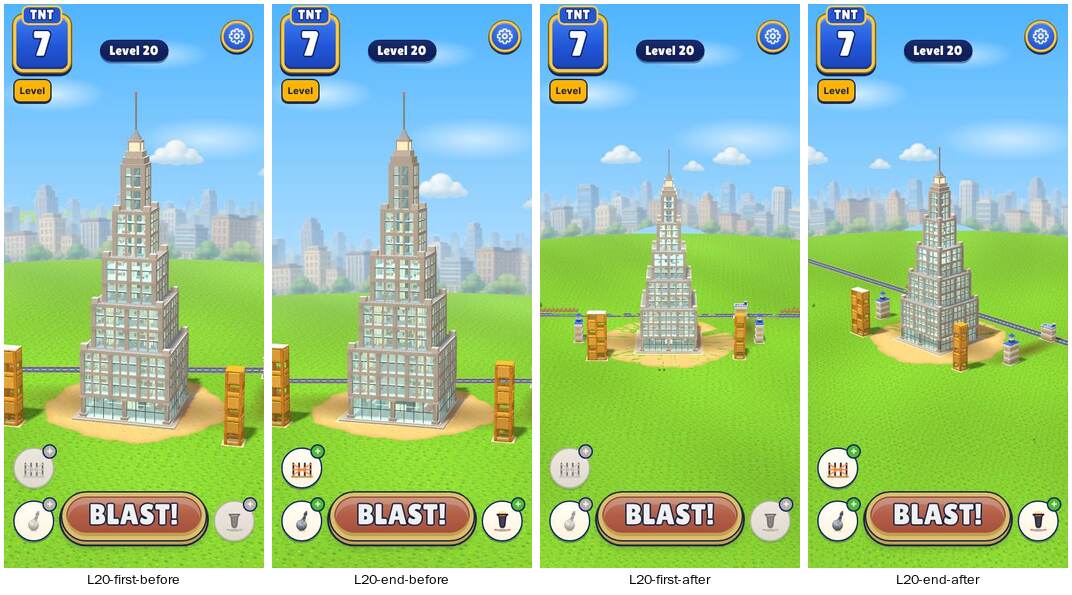 TNT
7
Level 20
Level
BLAST!
L20-first-before
TNT
7
Level 20
Level
BLAST!
L20-end-before
TNT
7
Level 20
Level
BLAST!
L20-first-after
TNT
7
Level 20
Level
BLAST!
L20-end-after